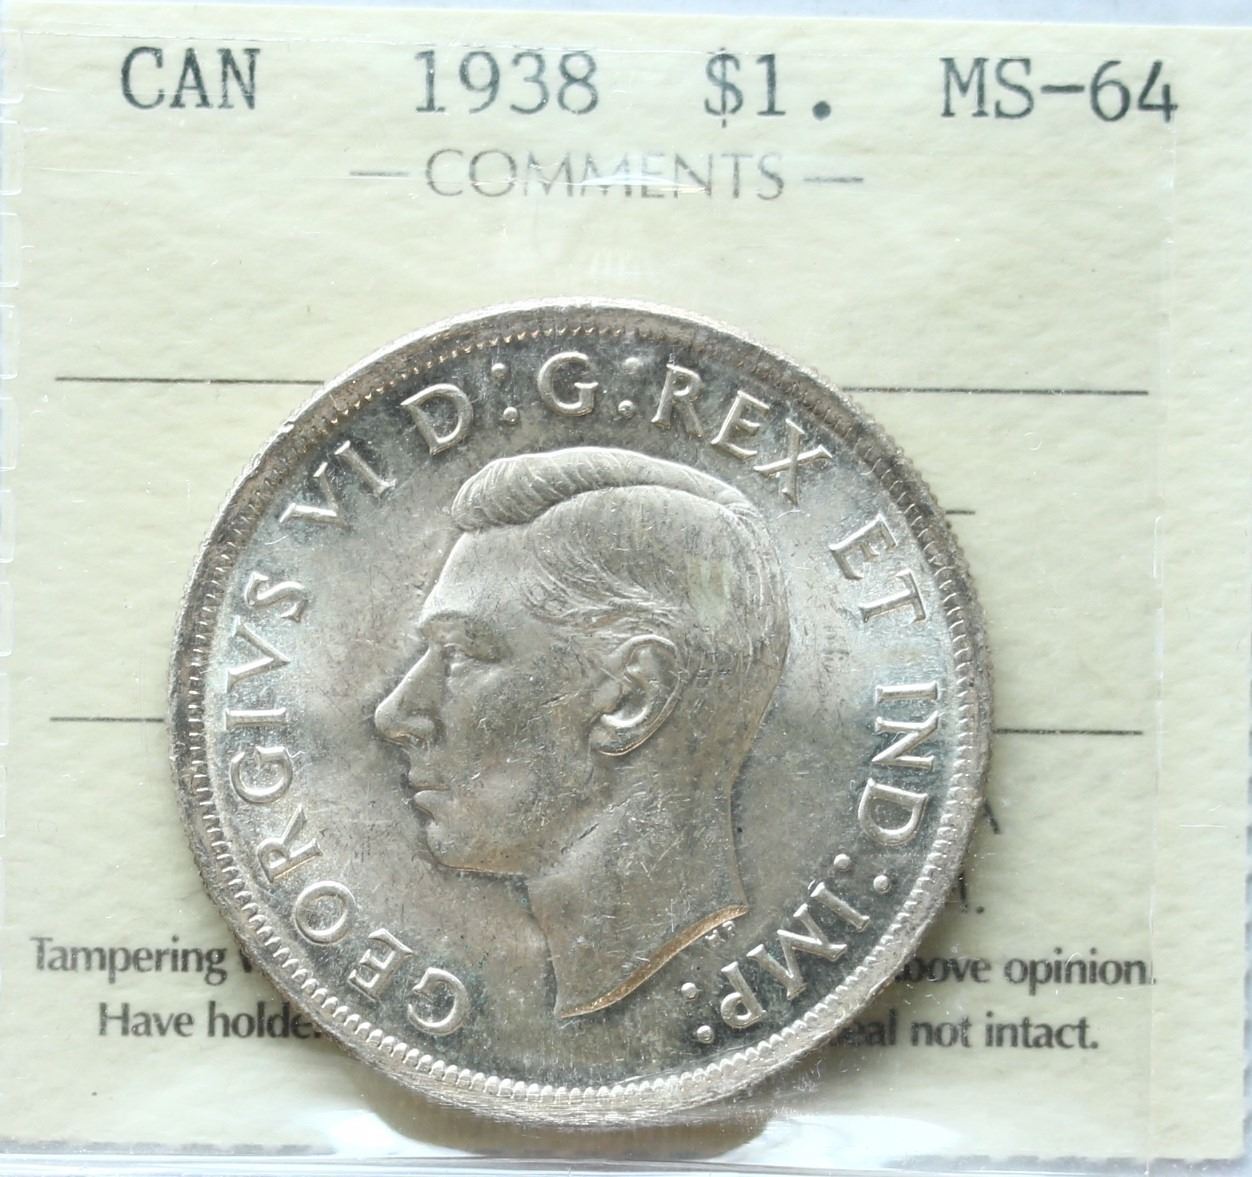 CAN 1938 $1. MS-64
COMMENTS
GEORGIVS VI D:G:REX ET IND:IMP:
HP
Tampering
bove opinion.
Have holde
eal not intact.